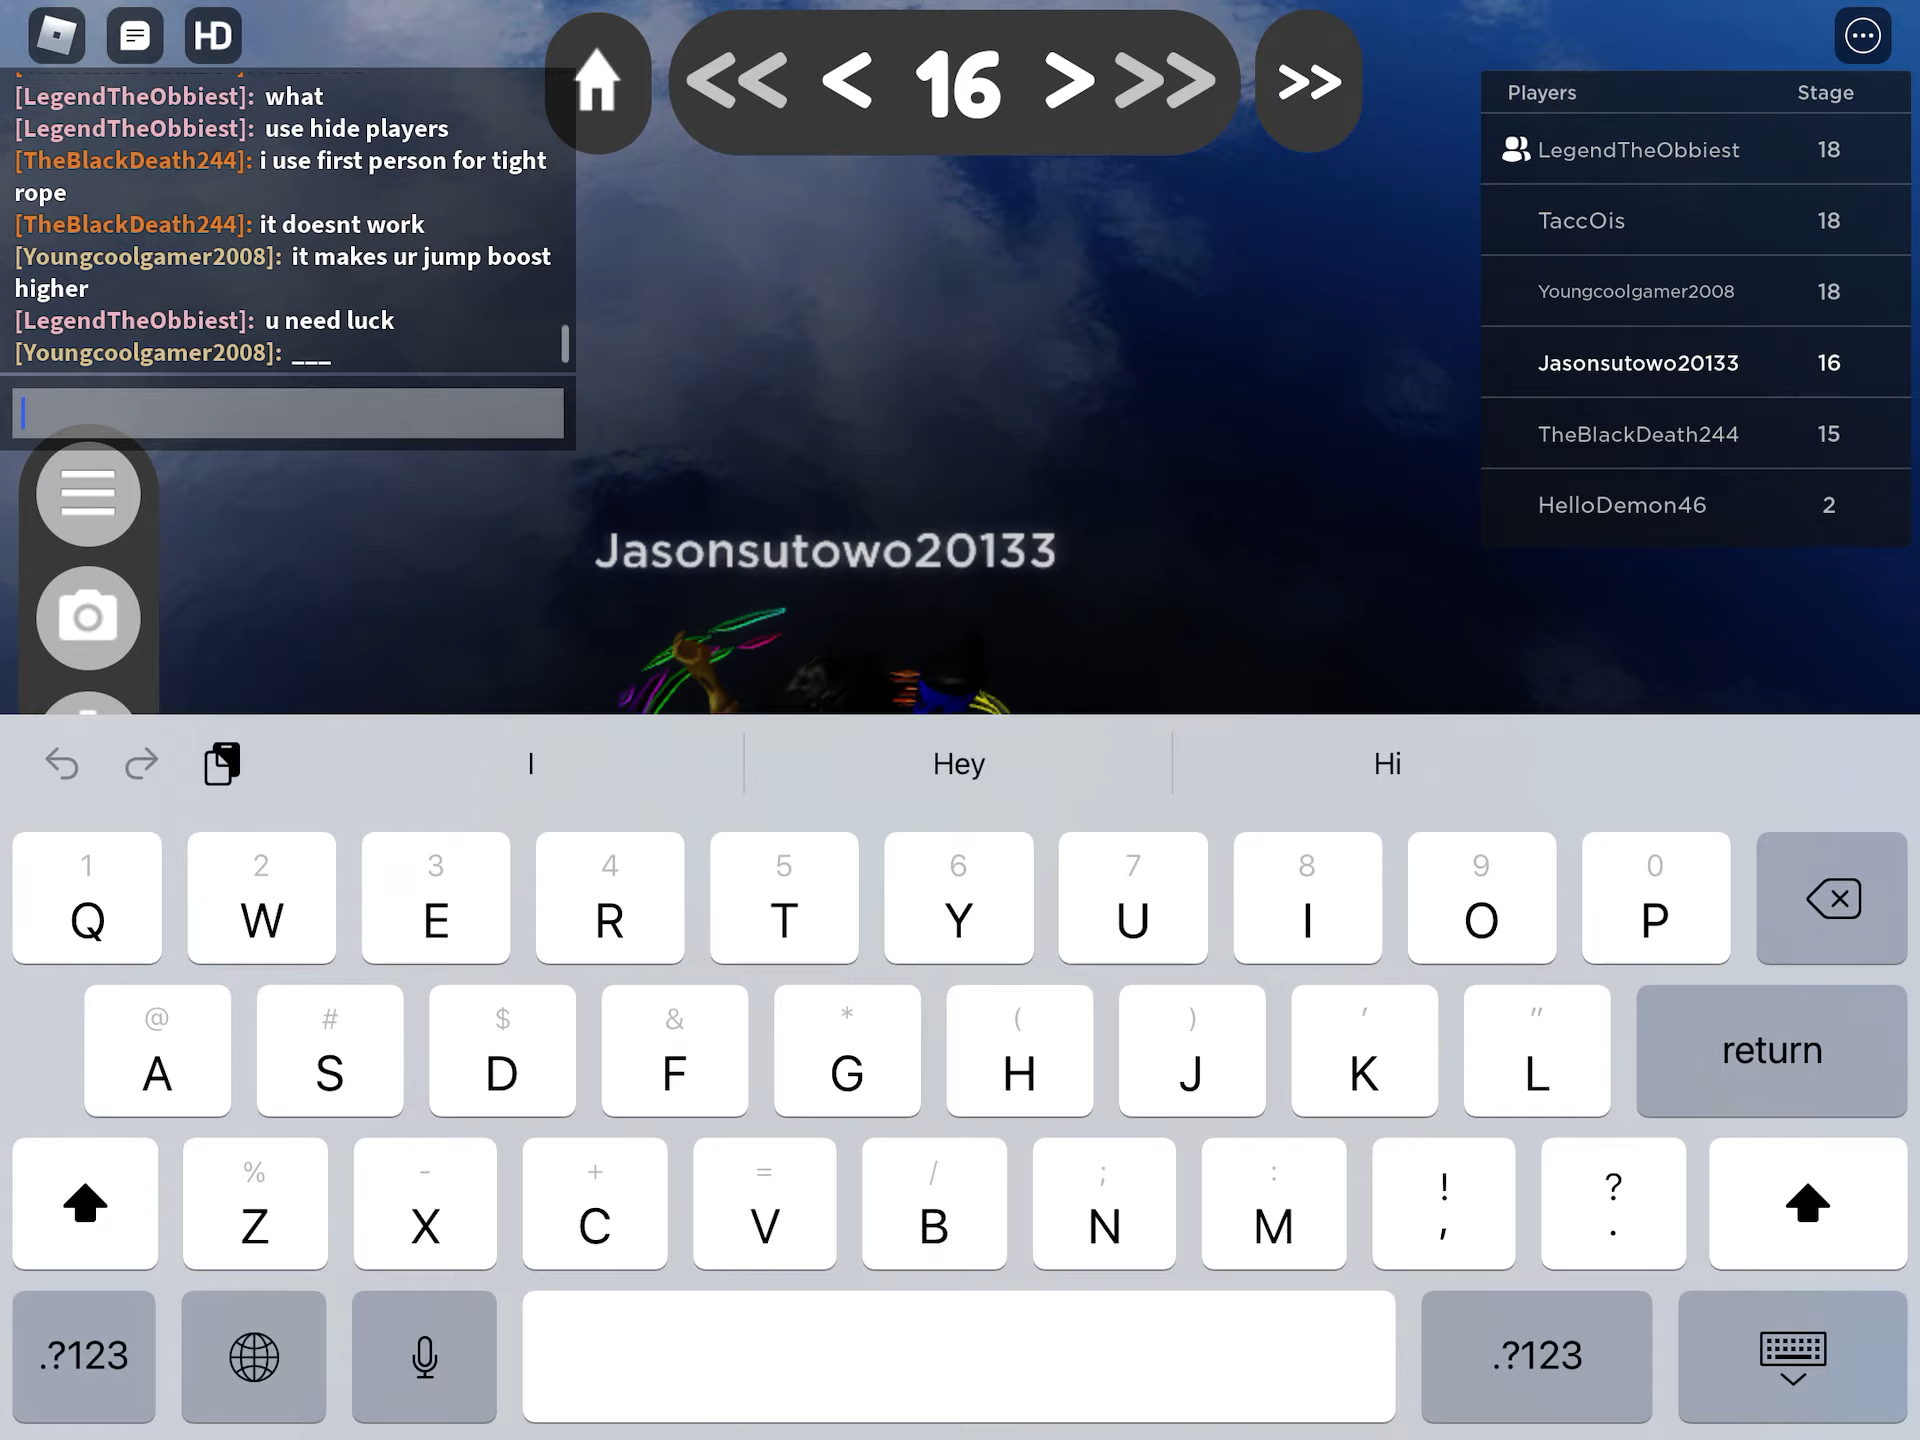 HD
<< < 16 > >> >>
[LegendTheObbiest]: what
[LegendTheObbiest]: use hide players
[TheBlackDeath244]: i use first person for tight
rope
[TheBlackDeath244]: it doesnt work
[Youngcoolgamer2008]: it makes ur jump boost
higher
[LegendTheObbiest]: u need luck
[Youngcoolgamer2008]: ___
Players Stage
LegendTheObbiest 18
TaccOis 18
Youngcoolgamer2008 18
Jasonsutowo20133 16
TheBlackDeath244 15
HelloDemon46 2
Jasonsutowo20133
I Hey Hi
1 2 3 4 5 6 7 8 9 0
Q W E R T Y U I O P
@ # $ & * ( ) ' "
A S D F G H J K L return
% - + = / ; : ! ?
Z X C V B N M , .
.?123 .?123